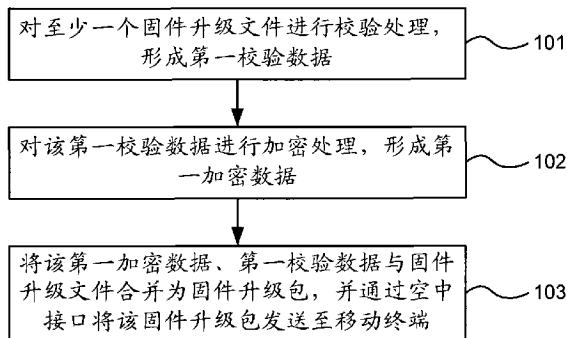 对至少一个固件升级文件进行校验处理，
形成第一校验数据
101
对该第一校验数据进行加密处理，形成第
一加密数据
102
将该第一加密数据、第一校验数据与固件
升级文件合并为固件升级包，并通过空中
接口将该固件升级包发送至移动终端
103